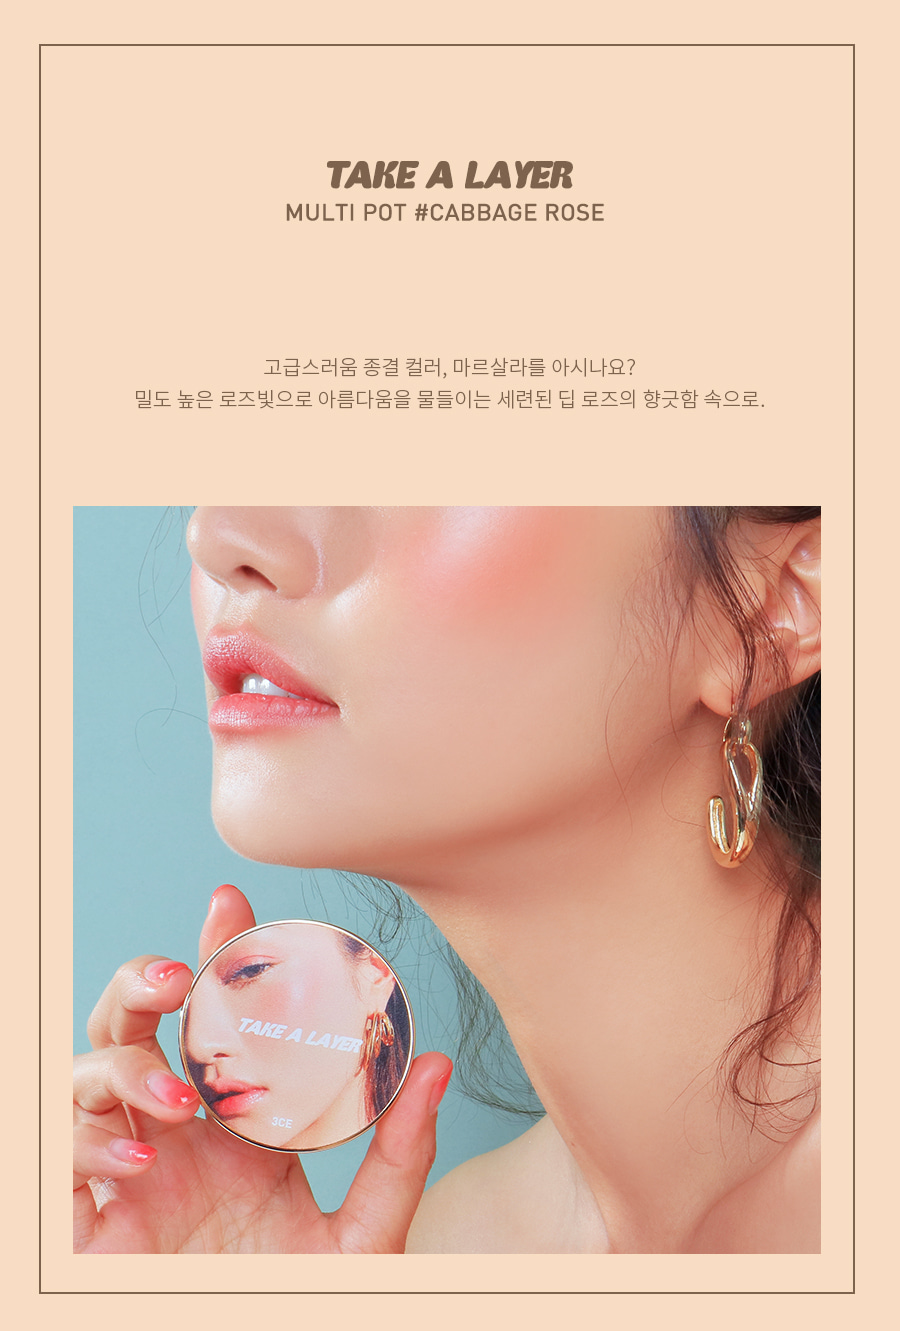 TAKE A LAYER
MULTI POT #CABBAGE ROSE
고급스러움 종결 컬러, 마르살라를 아시나요?
밀도 높은 로즈빛으로 아름다움을 물들이는 세련된 딥 로즈의 향긋함 속으로.
TAKE A LAYER
3CE